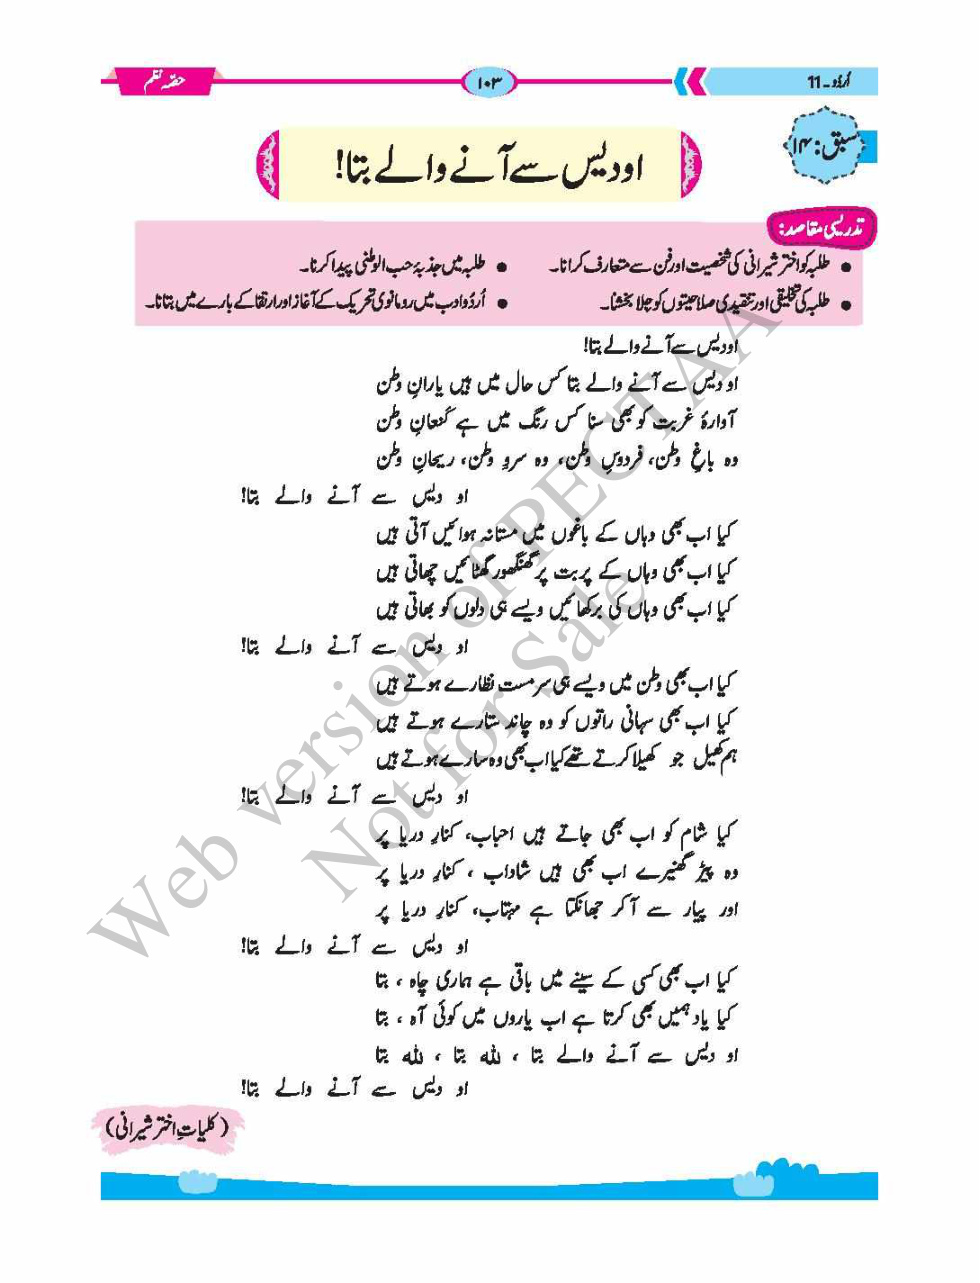 اُردُو۔11
۱۰۳
حصّہ نظم
سبق: ۱۴
او دیس سے آنے والے بتا!
تدریسی مقاصد:
• طلبہ کو اختر شیرانی کی شخصیت اور فن سے متعارف کرانا۔
• طلبہ میں جذبۂ حب الوطنی پیدا کرنا۔
• طلبہ کی تخلیقی اور تنقیدی صلاحیتوں کو جلا بخشنا۔
• اُردُو ادب میں رومانوی تحریک کے آغاز اور ارتقا کے بارے میں بتانا۔
او دیس سے آنے والے بتا!
او دیس سے آنے والے بتا کس حال میں ہیں یارانِ وطن
آوارۂ غربت کو بھی سنا کس رنگ میں ہے کَنعانِ وطن
وہ باغِ وطن، فردوسِ وطن، وہ سروِ وطن، ریحانِ وطن
او دیس سے آنے والے بتا!
کیا اب بھی وہاں کے باغوں میں مستانہ ہوائیں آتی ہیں
کیا اب بھی وہاں کے پربت پر گھنگھور گھٹائیں چھاتی ہیں
کیا اب بھی وہاں کی برکھائیں ویسے ہی دلوں کو بھاتی ہیں
او دیس سے آنے والے بتا!
کیا اب بھی وطن میں ویسے ہی سرمست نظارے ہوتے ہیں
کیا اب بھی سہانی راتوں کو وہ چاند ستارے ہوتے ہیں
ہم کھیل جو کھیلا کرتے تھے کیا اب بھی وہ سارے ہوتے ہیں
او دیس سے آنے والے بتا!
کیا شام کو اب بھی جاتے ہیں احباب، کنارِ دریا پر
وہ پیڑ گھنیرے اب بھی ہیں شاداب ، کنارِ دریا پر
اور پیار سے آ کر جھانکتا ہے مہتاب، کنارِ دریا پر
او دیس سے آنے والے بتا!
کیا اب بھی کسی کے سینے میں باقی ہے ہماری چاہ ، بتا
کیا یاد ہمیں بھی کرتا ہے اب یاروں میں کوئی آہ ، بتا
او دیس سے آنے والے بتا ، للہ بتا ، للہ بتا
او دیس سے آنے والے بتا!
(کلیاتِ اختر شیرانی)
Web version of PECTAA
Not for Sale